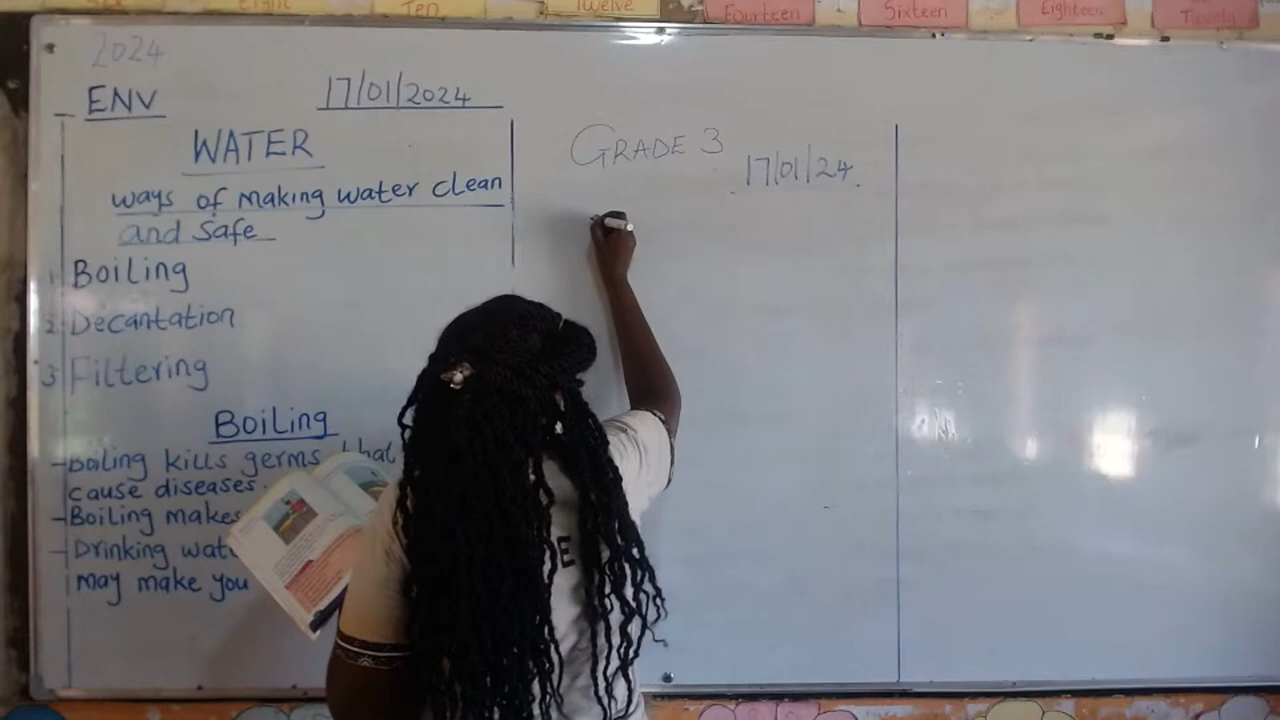 Six
Eight
Ten
Twelve
Fourteen
Sixteen
Eighteen
Twenty
2024
ENV
17/01/2024
WATER
ways of making water clean
and safe
1 Boiling
2 Decantation
3 Filtering
Boiling
- boiling kills germs that
cause diseases.
- Boiling makes
- Drinking
may make you
GRADE 3
17/01/24
E